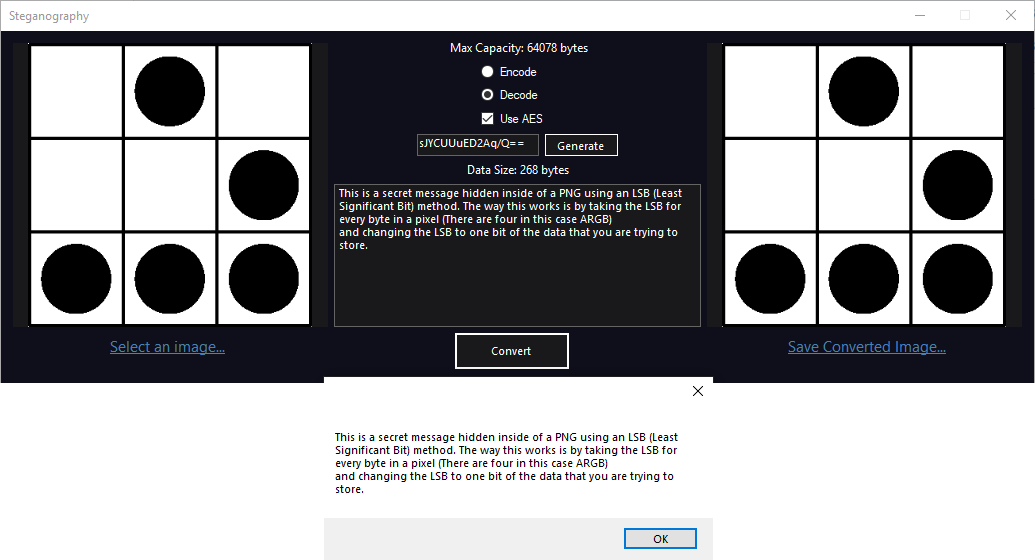 Steganography
Max Capacity: 64078 bytes
Encode
Decode
Use AES
sJYCUUuED2Aq/Q==
Generate
Data Size: 268 bytes
This is a secret message hidden inside of a PNG using an LSB (Least
Significant Bit) method. The way this works is by taking the LSB for
every byte in a pixel (There are four in this case ARGB)
and changing the LSB to one bit of the data that you are trying to
store.
Select an image...
Convert
Save Converted Image...
This is a secret message hidden inside of a PNG using an LSB (Least
Significant Bit) method. The way this works is by taking the LSB for
every byte in a pixel (There are four in this case ARGB)
and changing the LSB to one bit of the data that you are trying to
store.
OK